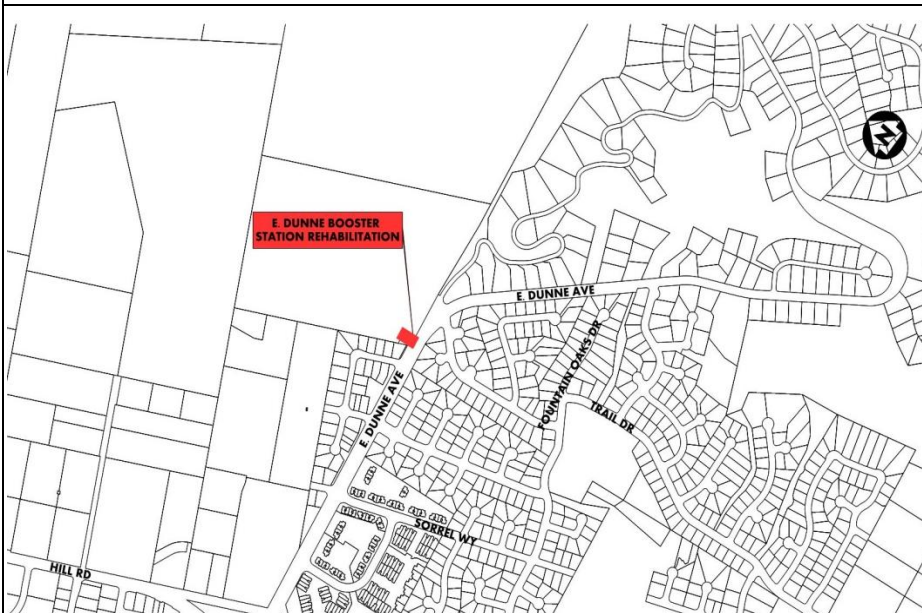 N
E. DUNNE BOOSTER
STATION REHABILITATION
E. DUNNE AVE
FOUNTAIN OAKS DR
E. DUNNE AVE
TRAIL DR
SORREL WY
HILL RD